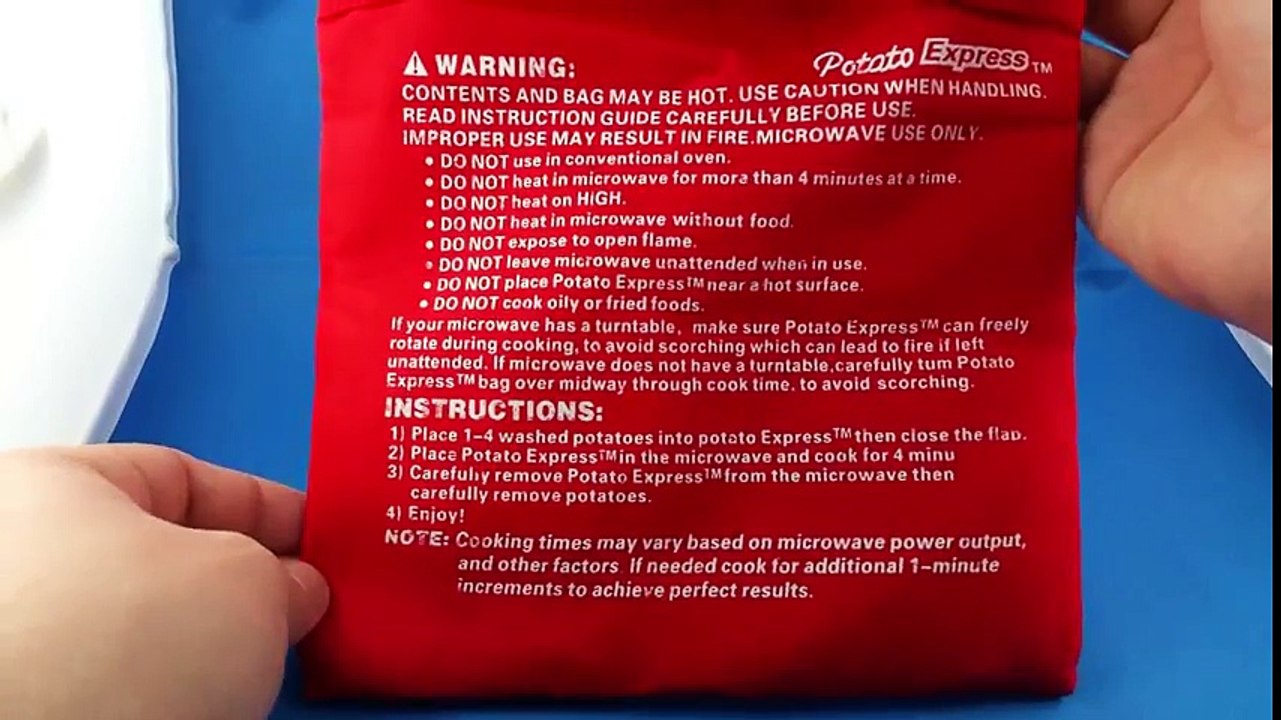 ⚠ WARNING:
Potato Express™
CONTENTS AND BAG MAY BE HOT. USE CAUTION WHEN HANDLING.
READ INSTRUCTION GUIDE CAREFULLY BEFORE USE.
IMPROPER USE MAY RESULT IN FIRE.MICROWAVE USE ONLY.
• DO NOT use in conventional oven.
• DO NOT heat in microwave for more than 4 minutes at a time.
• DO NOT heat on HIGH.
• DO NOT heat in microwave without food.
• DO NOT expose to open flame.
• DO NOT leave microwave unattended when in use.
• DO NOT place Potato Express™ near a hot surface.
• DO NOT cook oily or fried foods.
If your microwave has a turntable, make sure Potato Express™ can freely
rotate during cooking, to avoid scorching which can lead to fire if left
unattended. If microwave does not have a turntable,carefully tum Potato
Express™ bag over midway through cook time. to avoid scorching.
INSTRUCTIONS:
1) Place 1-4 washed potatoes into potato Express™ then close the flap.
2) Place Potato Express™ in the microwave and cook for 4 minu
3) Carefully remove Potato Express™ from the microwave then
carefully remove potatoes.
4) Enjoy!
NOTE: Cooking times may vary based on microwave power output,
and other factors. If needed cook for additional 1-minute
increments to achieve perfect results.